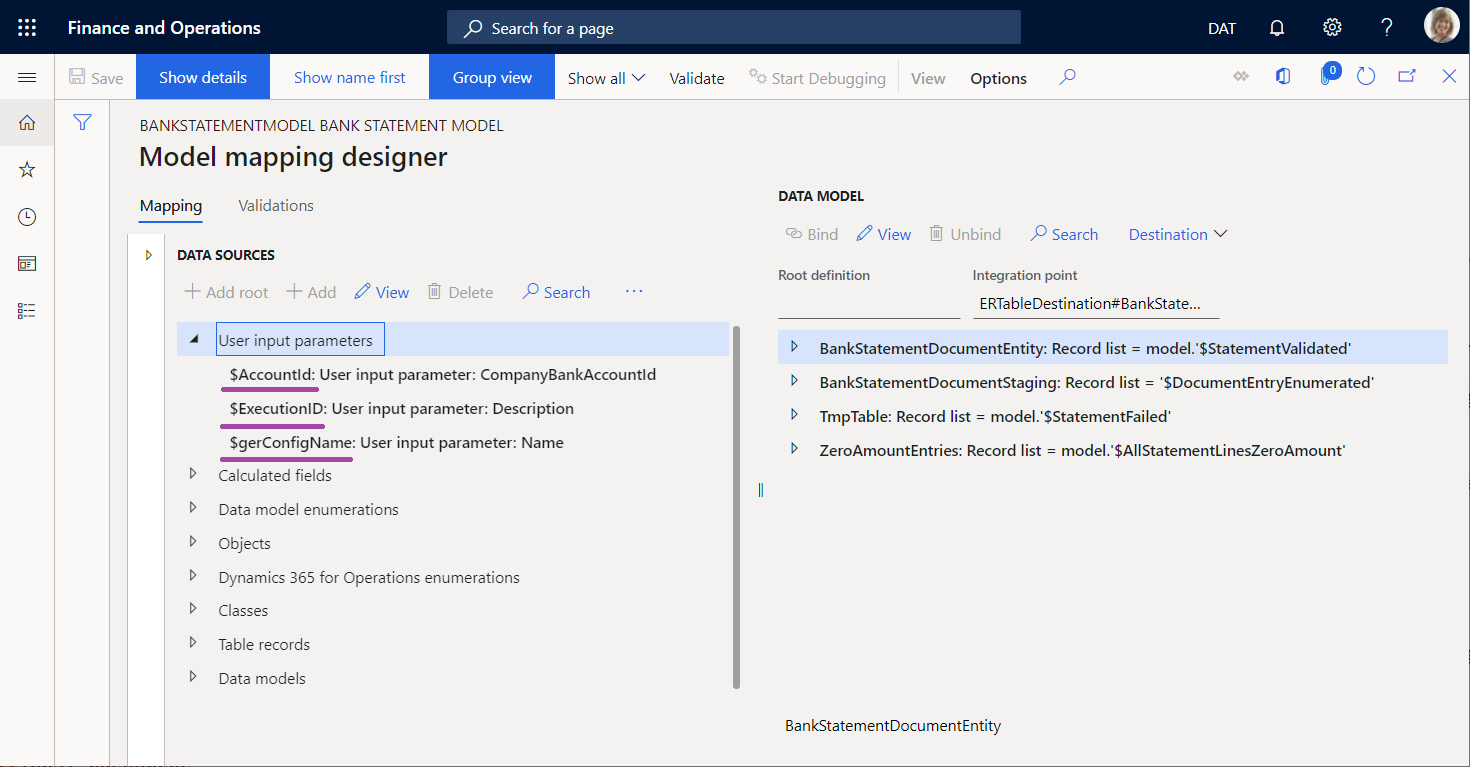 Finance and Operations
Search for a page
DAT
Save
Show details
Show name first
Group view
Show all
Validate
Start Debugging
View
Options
0
BANKSTATEMENTMODEL BANK STATEMENT MODEL
Model mapping designer
Mapping
Validations
DATA SOURCES
Add root
Add
View
Delete
Search
...
User input parameters
$AccountId: User input parameter: CompanyBankAccountId
$ExecutionID: User input parameter: Description
$gerConfigName: User input parameter: Name
Calculated fields
Data model enumerations
Objects
Dynamics 365 for Operations enumerations
Classes
Table records
Data models
DATA MODEL
Bind
View
Unbind
Search
Destination
Root definition
Integration point
ERTableDestination#BankState...
BankStatementDocumentEntity: Record list = model.'$StatementValidated'
BankStatementDocumentStaging: Record list = '$DocumentEntryEnumerated'
TmpTable: Record list = model.'$StatementFailed'
ZeroAmountEntries: Record list = model.'$AllStatementLinesZeroAmount'
BankStatementDocumentEntity